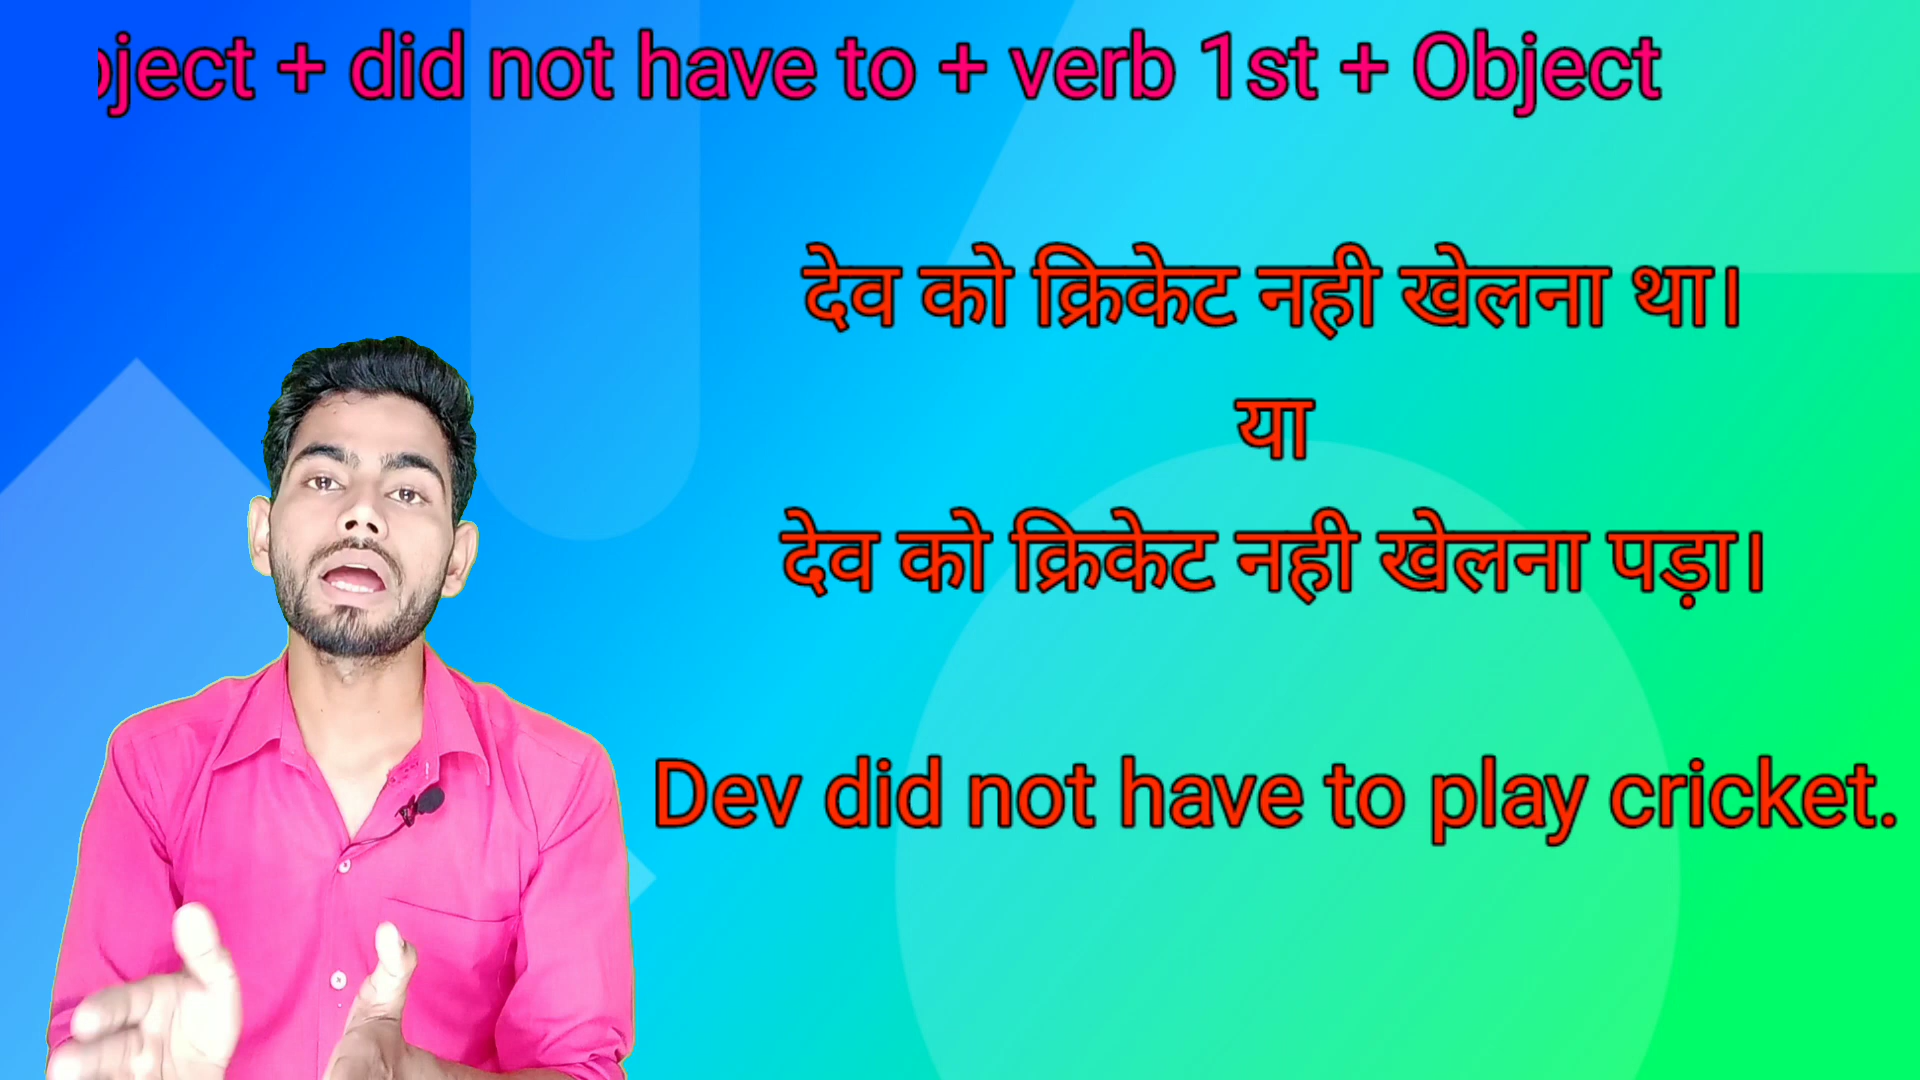 ject + did not have to + verb 1st + Object
देव को क्रिकेट नही खेलना था।
या
देव को क्रिकेट नही खेलना पड़ा।
Dev did not have to play cricket.